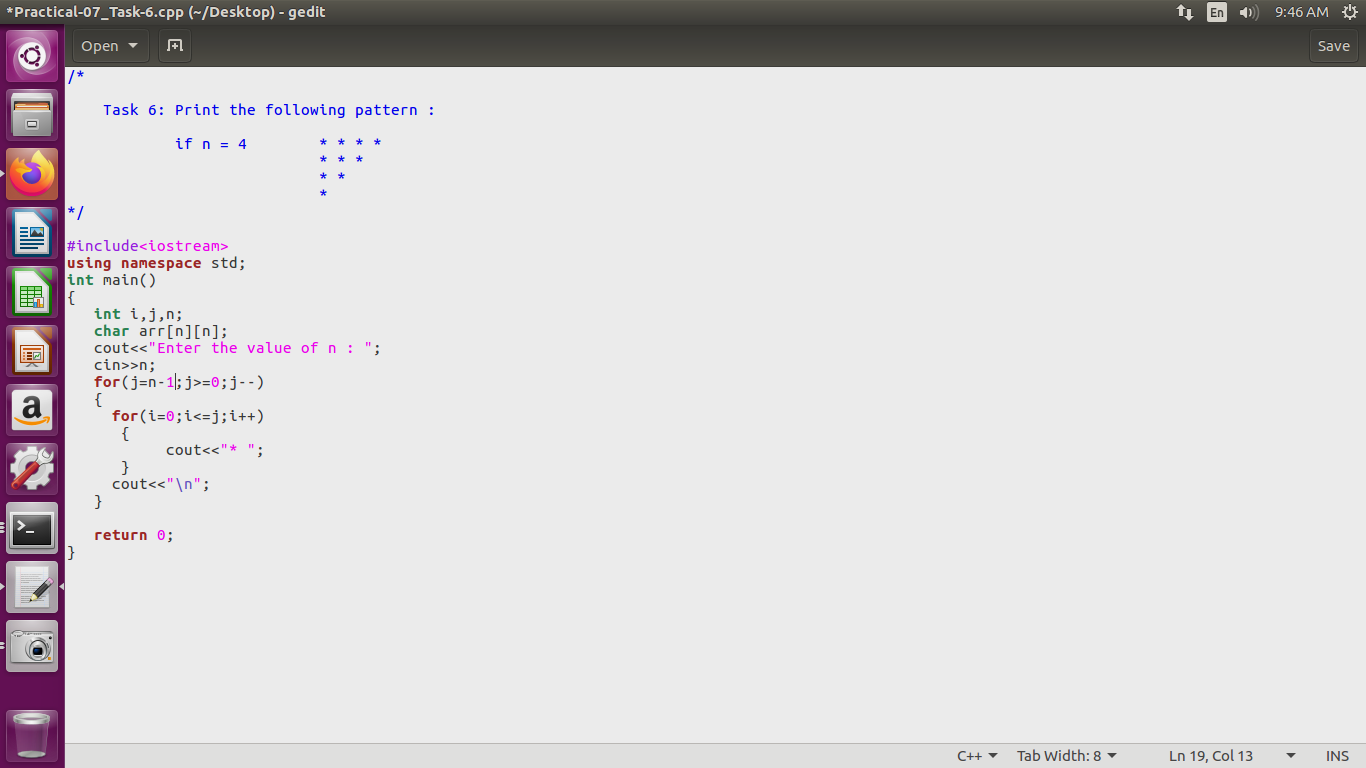 *Practical-07_Task-6.cpp (~/Desktop) - gedit
En
9:46 AM
Open
Save
/*
Task 6: Print the following pattern :
if n = 4 * * * *
* * *
* *
*
*/
#include<iostream>
using namespace std;
int main()
{
int i,j,n;
char arr[n][n];
cout<<"Enter the value of n : ";
cin>>n;
for(j=n-1;j>=0;j--)
{
for(i=0;i<=j;i++)
{
cout<<"* ";
}
cout<<"\n";
}
return 0;
}
C++
Tab Width: 8
Ln 19, Col 13
INS